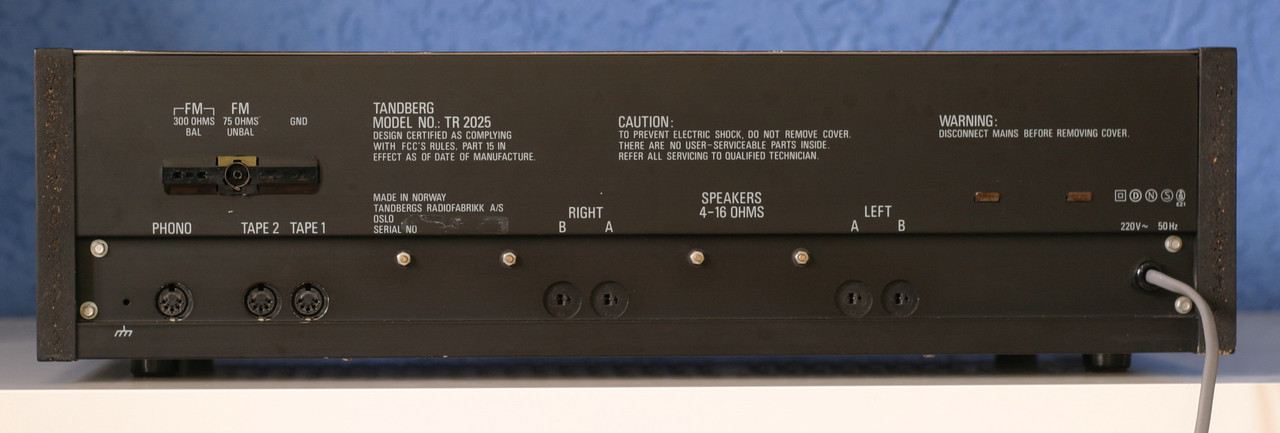 FM
300 OHMS
BAL
FM
75 OHMS
UNBAL
GND
TANDBERG
MODEL NO.: TR 2025
DESIGN CERTIFIED AS COMPLYING
WITH FCC'S RULES, PART 15 IN
EFFECT AS OF DATE OF MANUFACTURE.
CAUTION:
TO PREVENT ELECTRIC SHOCK, DO NOT REMOVE COVER.
THERE ARE NO USER-SERVICEABLE PARTS INSIDE.
REFER ALL SERVICING TO QUALIFIED TECHNICIAN.
WARNING:
DISCONNECT MAINS BEFORE REMOVING COVER.
MADE IN NORWAY
TANDBERGS RADIOFABRIKK A/S
OSLO
SERIAL NO
RIGHT
B A
SPEAKERS
4-16 OHMS
LEFT
A B
D N S
220V~ 50Hz
PHONO
TAPE 2 TAPE 1